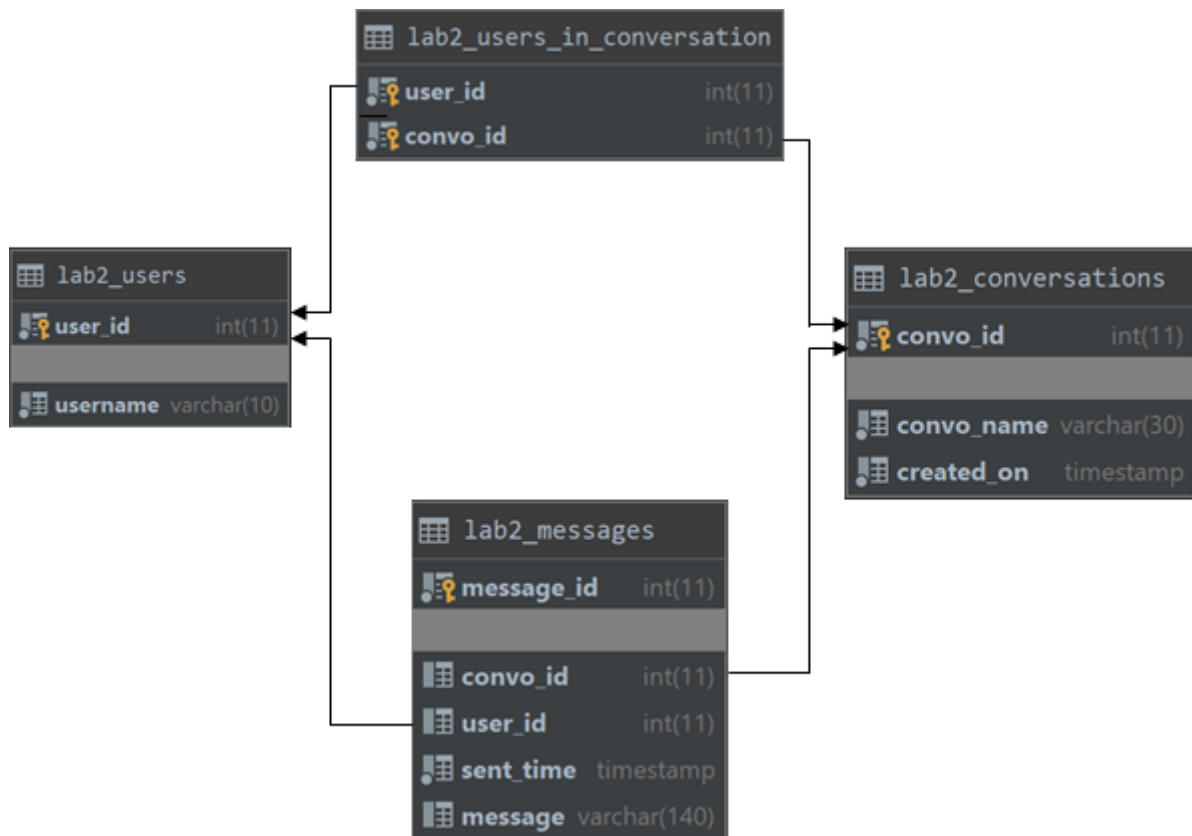 lab2_users_in_conversation
user_id int(11)
convo_id int(11)
lab2_users
user_id int(11)
username varchar(10)
lab2_conversations
convo_id int(11)
convo_name varchar(30)
created_on timestamp
lab2_messages
message_id int(11)
convo_id int(11)
user_id int(11)
sent_time timestamp
message varchar(140)